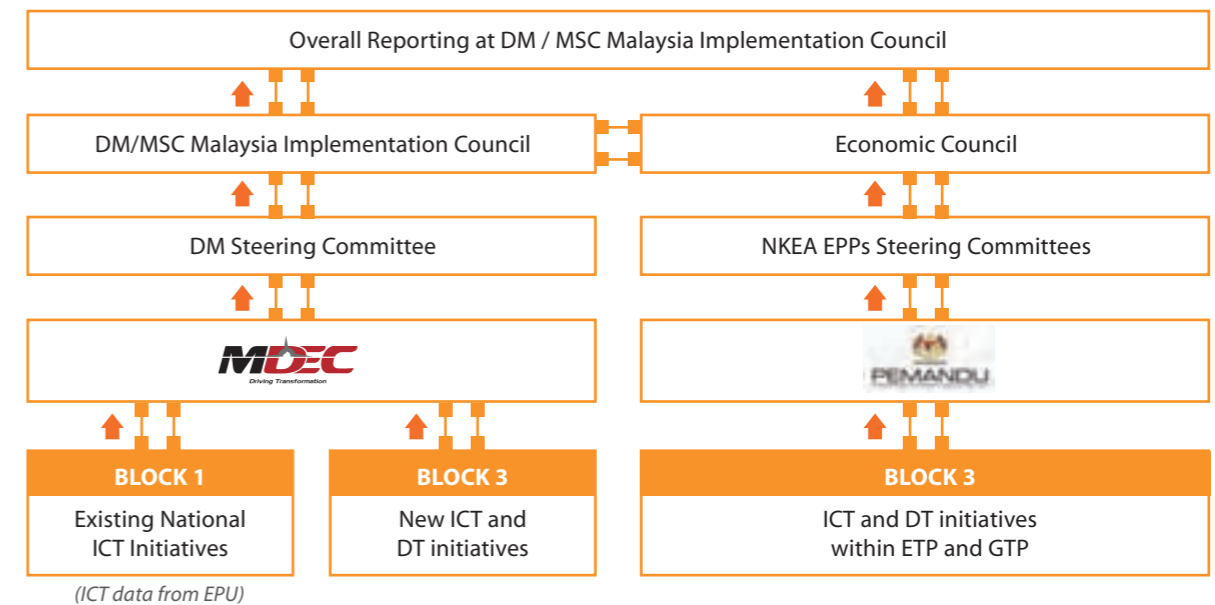 Overall Reporting at DM / MSC Malaysia Implementation Council
DM/MSC Malaysia Implementation Council
Economic Council
DM Steering Committee
NKEA EPPs Steering Committees
MDEC
Driving Transformation
PEMANDU
BLOCK 1
Existing National
ICT Initiatives
(ICT data from EPU)
BLOCK 3
New ICT and
DT initiatives
BLOCK 3
ICT and DT initiatives
within ETP and GTP